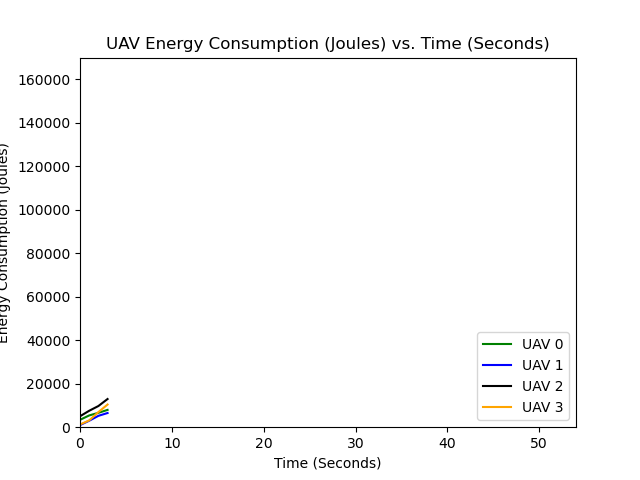 UAV Energy Consumption (Joules) vs. Time (Seconds)
Energy Consumption (Joules)
160000
140000
120000
100000
80000
60000
40000
20000
0
0 10 20 30 40 50
Time (Seconds)
UAV 0
UAV 1
UAV 2
UAV 3